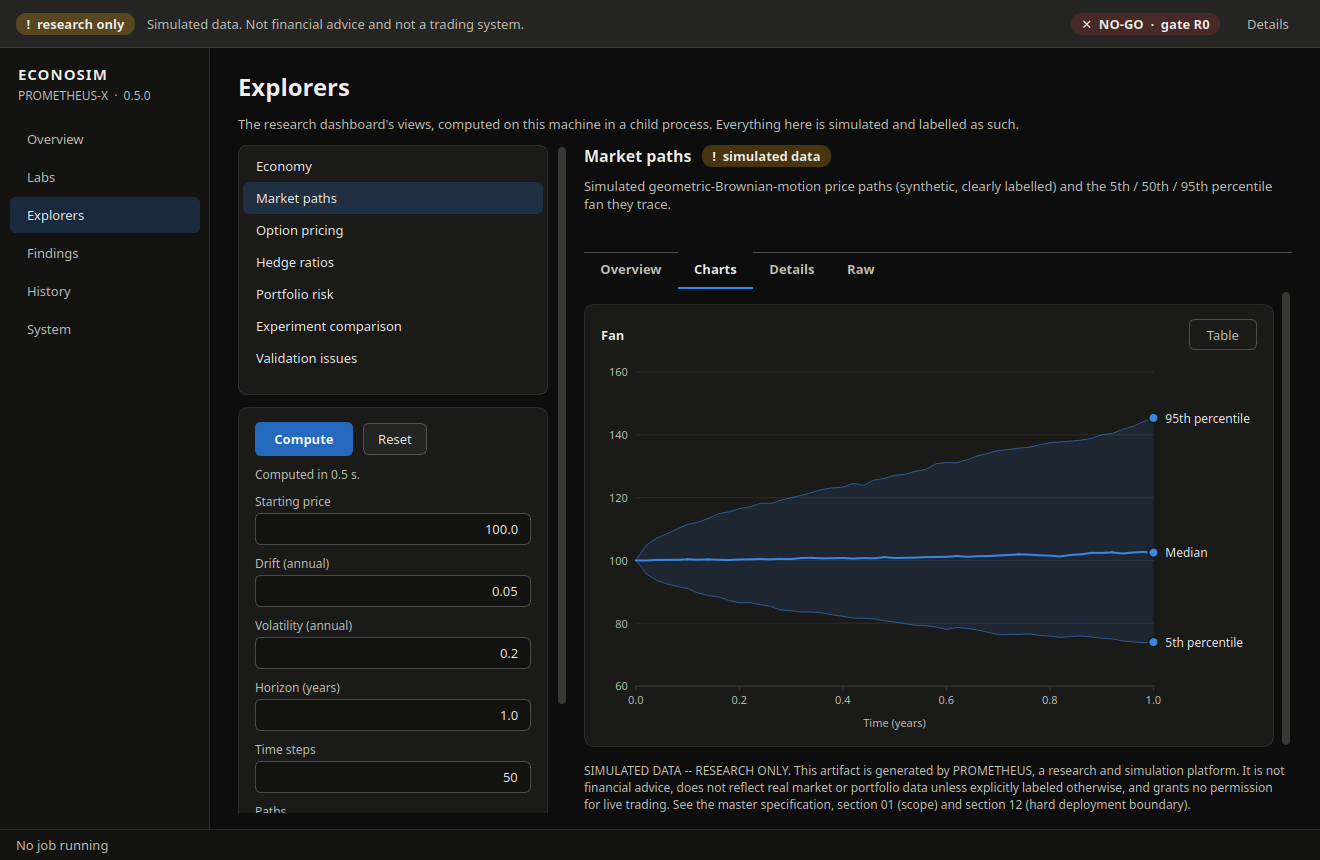 ! research only
Simulated data. Not financial advice and not a trading system.
✕ NO-GO · gate R0
Details
ECONOSIM
PROMETHEUS-X · 0.5.0
Overview
Labs
Explorers
Findings
History
System
Explorers
The research dashboard's views, computed on this machine in a child process. Everything here is simulated and labelled as such.
Economy
Market paths
Option pricing
Hedge ratios
Portfolio risk
Experiment comparison
Validation issues
Compute
Reset
Computed in 0.5 s.
Starting price
100.0
Drift (annual)
0.05
Volatility (annual)
0.2
Horizon (years)
1.0
Time steps
50
Paths
Market paths
! simulated data
Simulated geometric-Brownian-motion price paths (synthetic, clearly labelled) and the 5th / 50th / 95th percentile
fan they trace.
Overview
Charts
Details
Raw
Fan
Table
160
140
120
100
80
60
95th percentile
Median
5th percentile
0.0
0.2
0.4
0.6
0.8
1.0
Time (years)
SIMULATED DATA -- RESEARCH ONLY. This artifact is generated by PROMETHEUS, a research and simulation platform. It is not
financial advice, does not reflect real market or portfolio data unless explicitly labeled otherwise, and grants no permission
for live trading. See the master specification, section 01 (scope) and section 12 (hard deployment boundary).
No job running